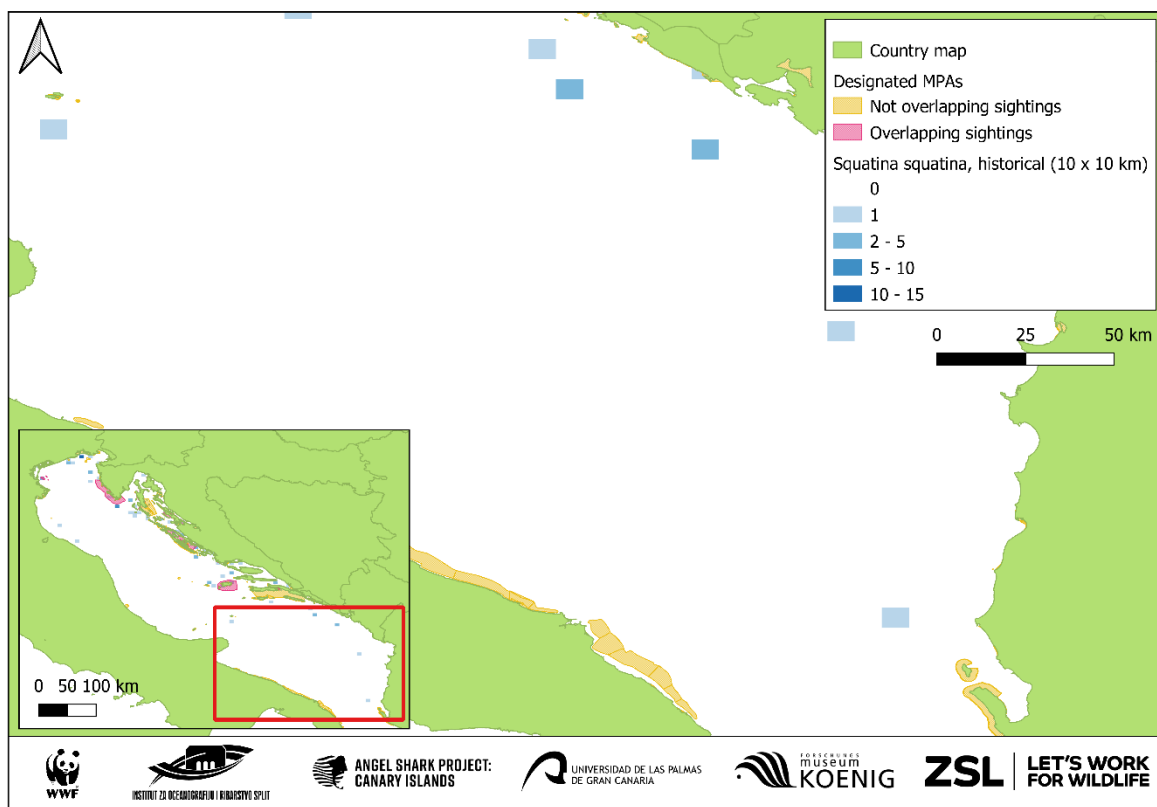 Country map
Designated MPAs
Not overlapping sightings
Overlapping sightings
Squatina squatina, historical (10 x 10 km)
0
1
2 - 5
5 - 10
10 - 15
0 25 50 km
0 50 100 km
WWF
INSTITUT ZA OCEANOGRAFIJU I RIBARSTVO SPLIT
ANGEL SHARK PROJECT:
CANARY ISLANDS
UNIVERSIDAD DE LAS PALMAS
DE GRAN CANARIA
FORSCHUNGS
museum
KOENIG
ZSL
LET'S WORK
FOR WILDLIFE